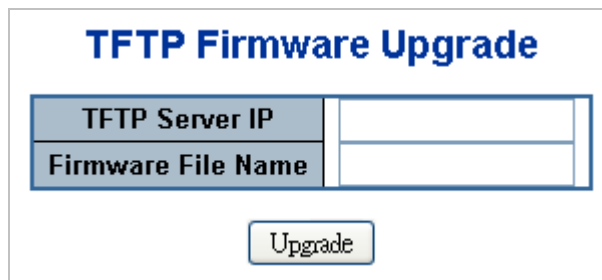 TFTP Firmware Upgrade
TFTP Server IP
Firmware File Name
Upgrade